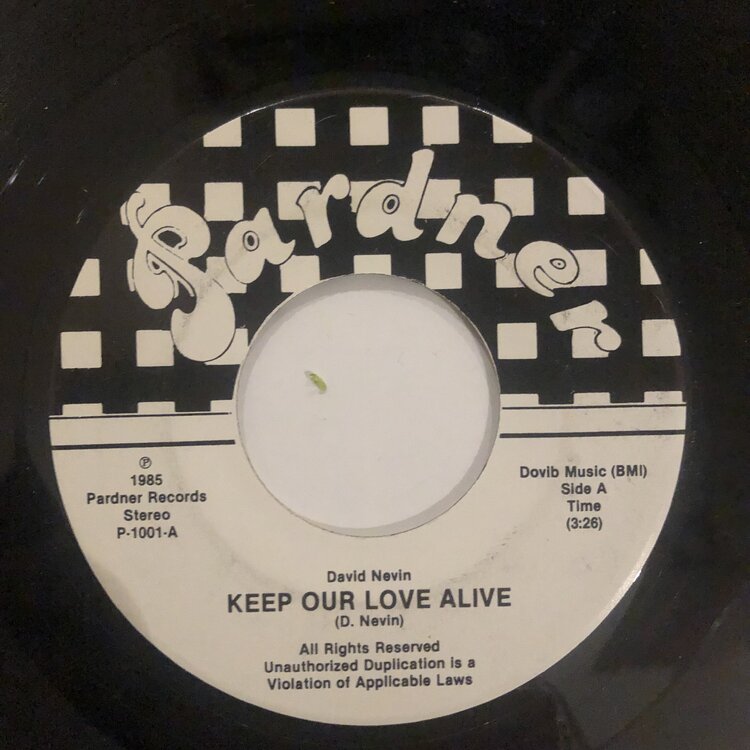 Pardner
℗
1985
Pardner Records
Stereo
P-1001-A
Dovib Music (BMI)
Side A
Time
(3:26)
David Nevin
KEEP OUR LOVE ALIVE
(D. Nevin)
All Rights Reserved
Unauthorized Duplication is a
Violation of Applicable Laws